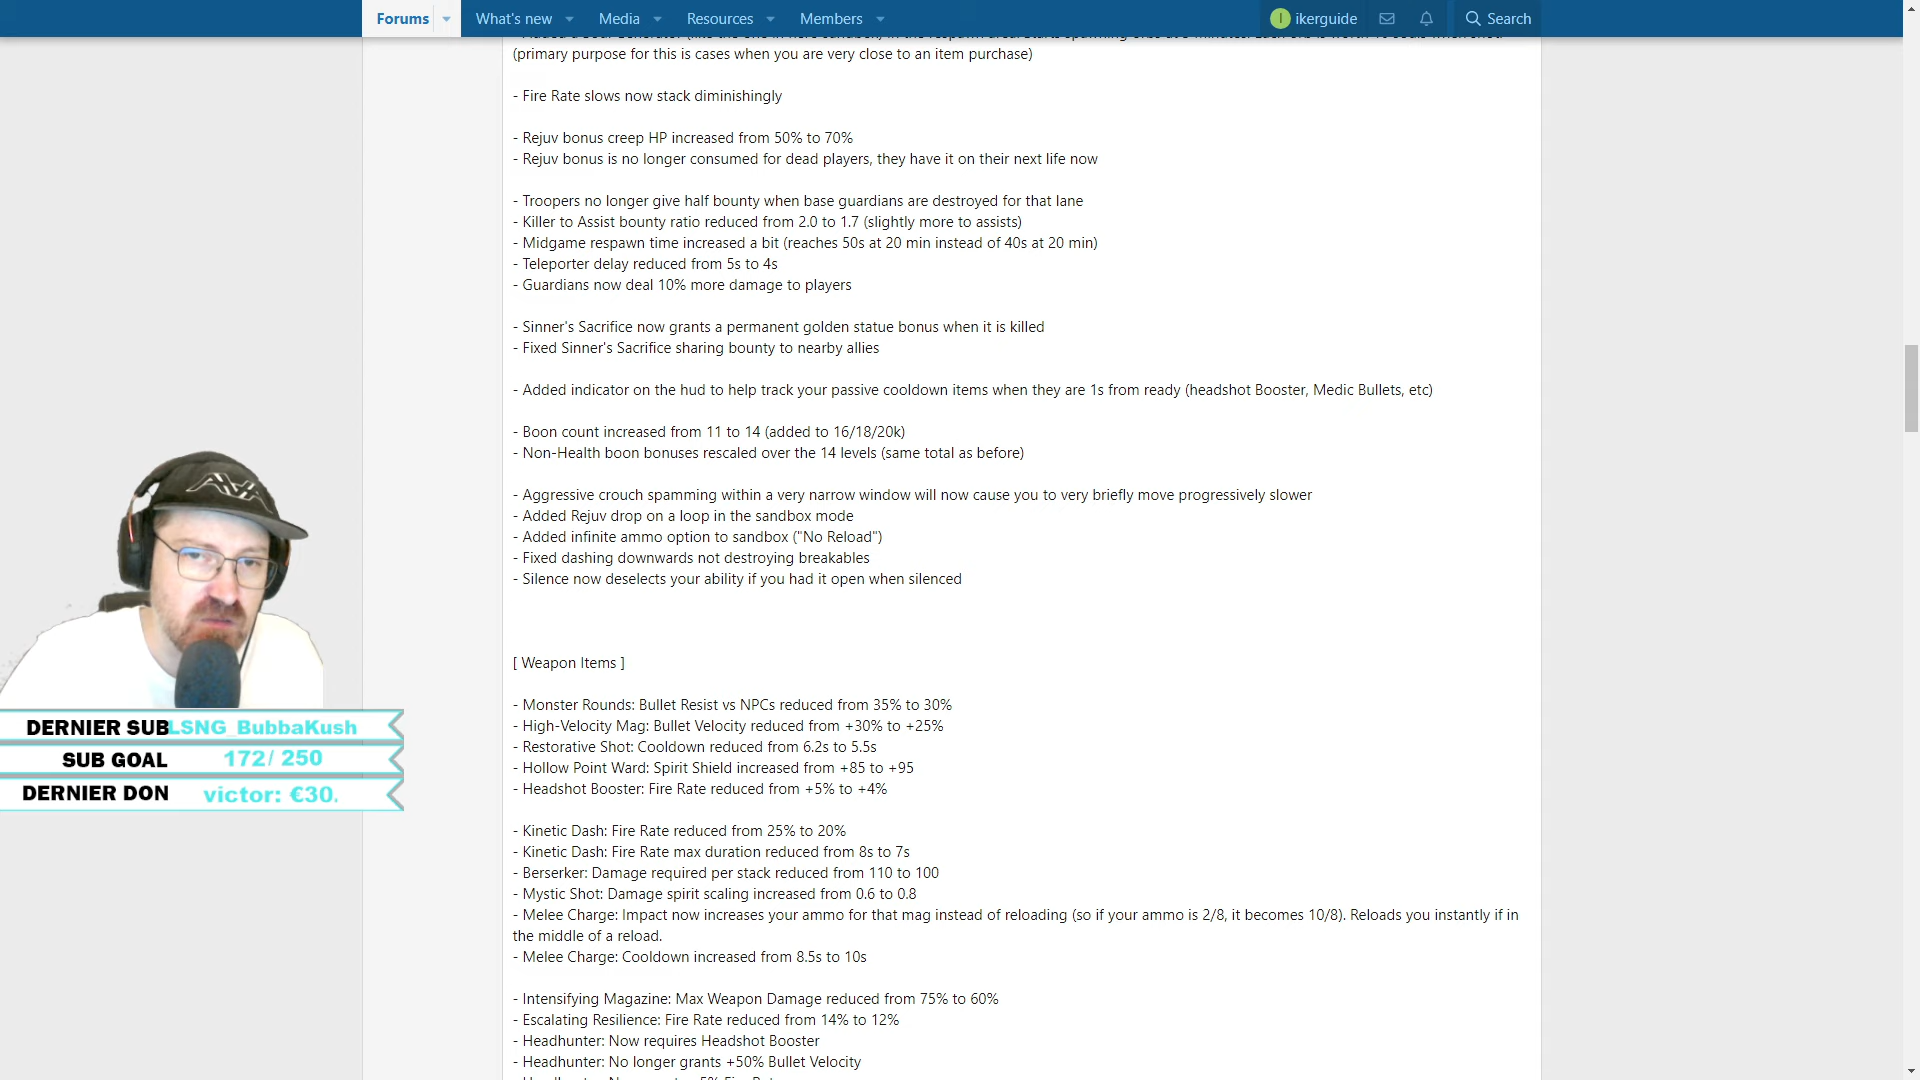 Forums
What's new
Media
Resources
Members
ikerguide
Search
(primary purpose for this is cases when you are very close to an item purchase)
- Fire Rate slows now stack diminishingly
- Rejuv bonus creep HP increased from 50% to 70%
- Rejuv bonus is no longer consumed for dead players, they have it on their next life now
- Troopers no longer give half bounty when base guardians are destroyed for that lane
- Killer to Assist bounty ratio reduced from 2.0 to 1.7 (slightly more to assists)
- Midgame respawn time increased a bit (reaches 50s at 20 min instead of 40s at 20 min)
- Teleporter delay reduced from 5s to 4s
- Guardians now deal 10% more damage to players
- Sinner's Sacrifice now grants a permanent golden statue bonus when it is killed
- Fixed Sinner's Sacrifice sharing bounty to nearby allies
- Added indicator on the hud to help track your passive cooldown items when they are 1s from ready (headshot Booster, Medic Bullets, etc)
- Boon count increased from 11 to 14 (added to 16/18/20k)
- Non-Health boon bonuses rescaled over the 14 levels (same total as before)
- Aggressive crouch spamming within a very narrow window will now cause you to very briefly move progressively slower
- Added Rejuv drop on a loop in the sandbox mode
- Added infinite ammo option to sandbox ("No Reload")
- Fixed dashing downwards not destroying breakables
- Silence now deselects your ability if you had it open when silenced
[ Weapon Items ]
- Monster Rounds: Bullet Resist vs NPCs reduced from 35% to 30%
- High-Velocity Mag: Bullet Velocity reduced from +30% to +25%
- Restorative Shot: Cooldown reduced from 6.2s to 5.5s
- Hollow Point Ward: Spirit Shield increased from +85 to +95
- Headshot Booster: Fire Rate reduced from +5% to +4%
- Kinetic Dash: Fire Rate reduced from 25% to 20%
- Kinetic Dash: Fire Rate max duration reduced from 8s to 7s
- Berserker: Damage required per stack reduced from 110 to 100
- Mystic Shot: Damage spirit scaling increased from 0.6 to 0.8
- Melee Charge: Impact now increases your ammo for that mag instead of reloading (so if your ammo is 2/8, it becomes 10/8). Reloads you instantly if in
the middle of a reload.
- Melee Charge: Cooldown increased from 8.5s to 10s
- Intensifying Magazine: Max Weapon Damage reduced from 75% to 60%
- Escalating Resilience: Fire Rate reduced from 14% to 12%
- Headhunter: Now requires Headshot Booster
- Headhunter: No longer grants +50% Bullet Velocity
DERNIER SUB LSNG_BubbaKush
SUB GOAL 172/ 250
DERNIER DON victor: €30.